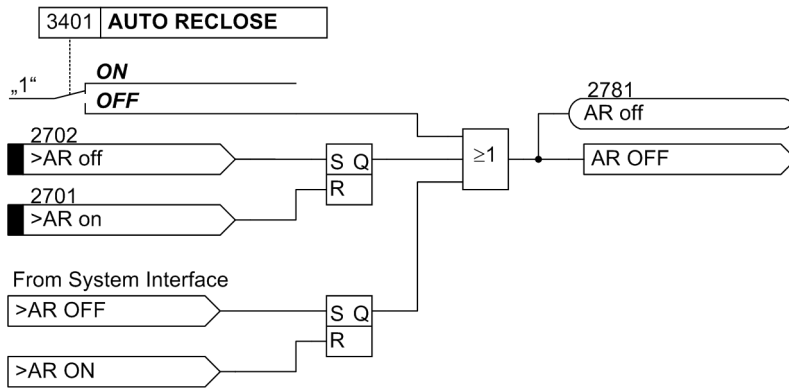 3401 AUTO RECLOSE
„1“
ON
OFF
2702
>AR off
2701
>AR on
S Q
R
≥1
2781
AR off
AR OFF
From System Interface
>AR OFF
>AR ON
S Q
R